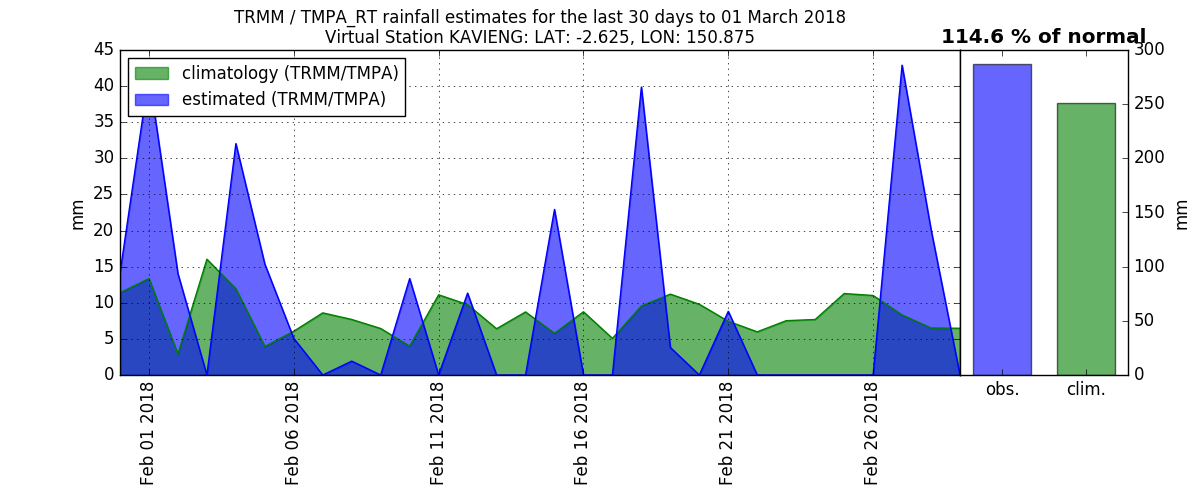 TRMM / TMPA_RT rainfall estimates for the last 30 days to 01 March 2018
Virtual Station KAVIENG: LAT: -2.625, LON: 150.875
114.6 % of normal
climatology (TRMM/TMPA)
estimated (TRMM/TMPA)
45
40
35
30
25
20
15
10
5
0
mm
Feb 01 2018
Feb 06 2018
Feb 11 2018
Feb 16 2018
Feb 21 2018
Feb 26 2018
300
250
200
150
100
50
0
mm
obs.
clim.